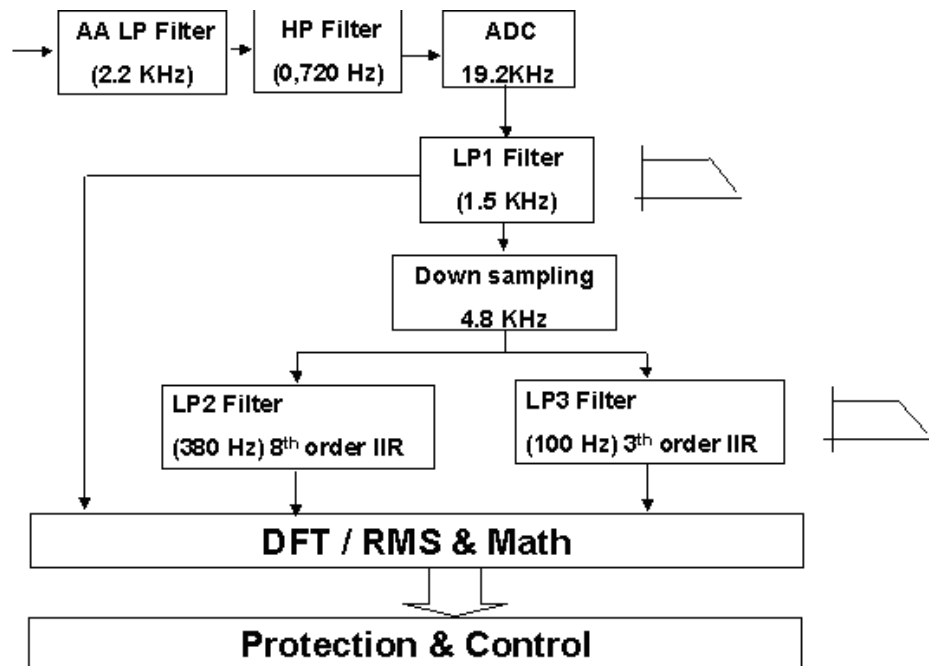 AA LP Filter
(2.2 KHz)
HP Filter
(0,720 Hz)
ADC
19.2KHz
LP1 Filter
(1.5 KHz)
Down sampling
4.8 KHz
LP2 Filter
(380 Hz) 8th order IIR
LP3 Filter
(100 Hz) 3th order IIR
DFT / RMS & Math
Protection & Control